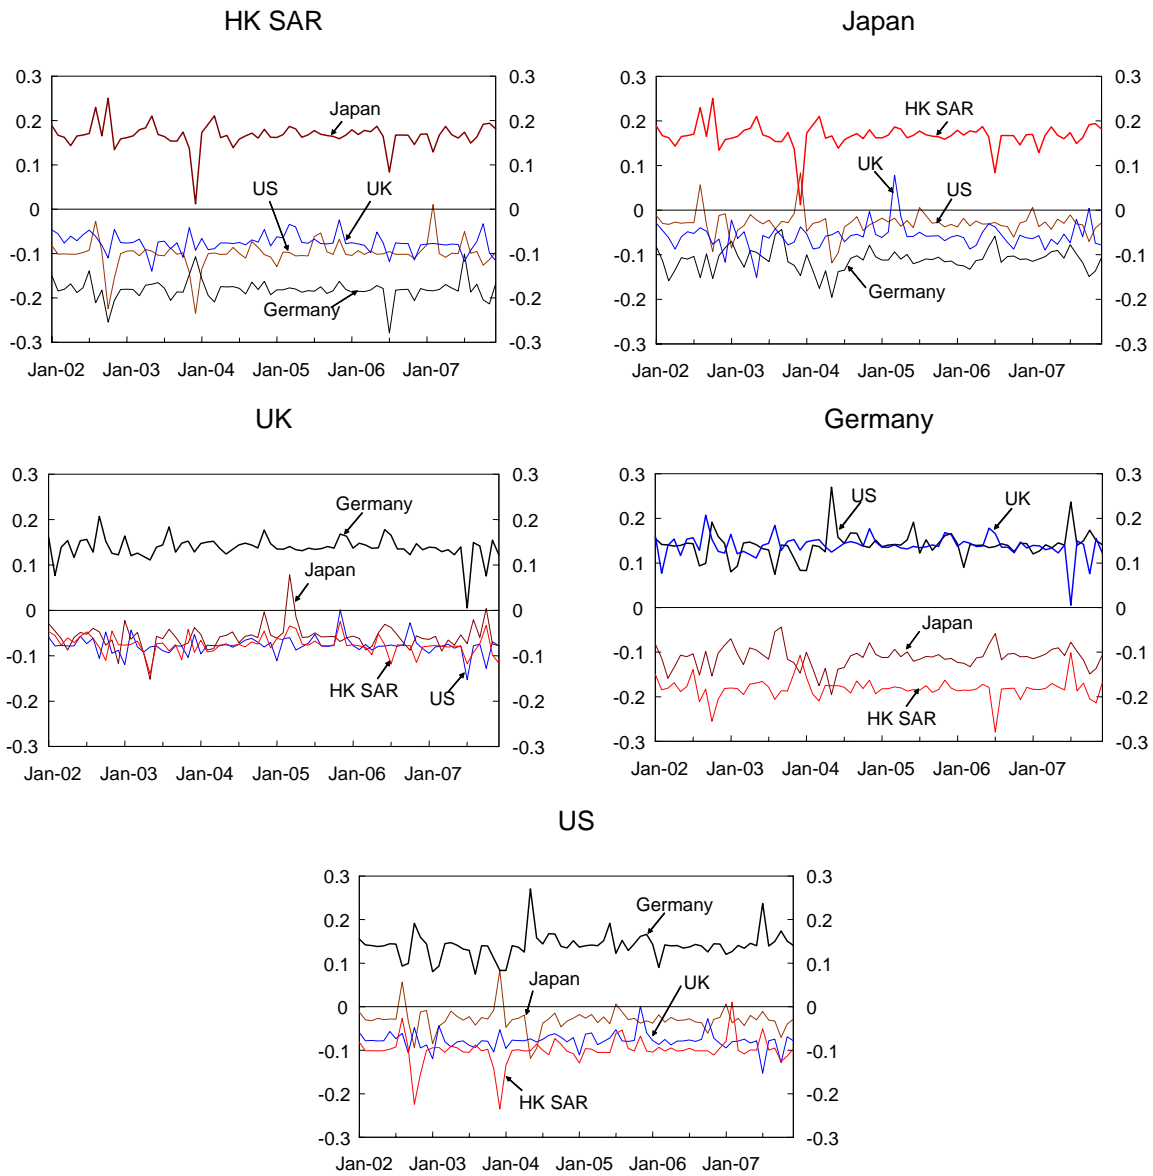 HK SAR
Japan
0.3 0.3 0.3 0.3
Japan
HK SAR
0.2 0.2 0.2 0.2
US UK
UK US
0.1 0.1 0.1 0.1
0 0 0 0
-0.1 -0.1 -0.1 -0.1
Germany
Germany
-0.2 -0.2 -0.2 -0.2
-0.3 -0.3 -0.3 -0.3
Jan-02 Jan-03 Jan-04 Jan-05 Jan-06 Jan-07
Jan-02 Jan-03 Jan-04 Jan-05 Jan-06 Jan-07
UK
Germany
0.3 0.3 0.3 0.3
Germany
US UK
0.2 0.2 0.2 0.2
0.1 0.1 0.1 0.1
Japan
0 0 0 0
Japan
-0.1 -0.1 -0.1 -0.1
HK SAR
US
HK SAR
-0.2 -0.2 -0.2 -0.2
-0.3 -0.3 -0.3 -0.3
Jan-02 Jan-03 Jan-04 Jan-05 Jan-06 Jan-07
Jan-02 Jan-03 Jan-04 Jan-05 Jan-06 Jan-07
US
0.3 0.3
Germany
0.2 0.2
0.1 0.1
Japan UK
0 0
-0.1 -0.1
HK SAR
-0.2 -0.2
-0.3 -0.3
Jan-02 Jan-03 Jan-04 Jan-05 Jan-06 Jan-07